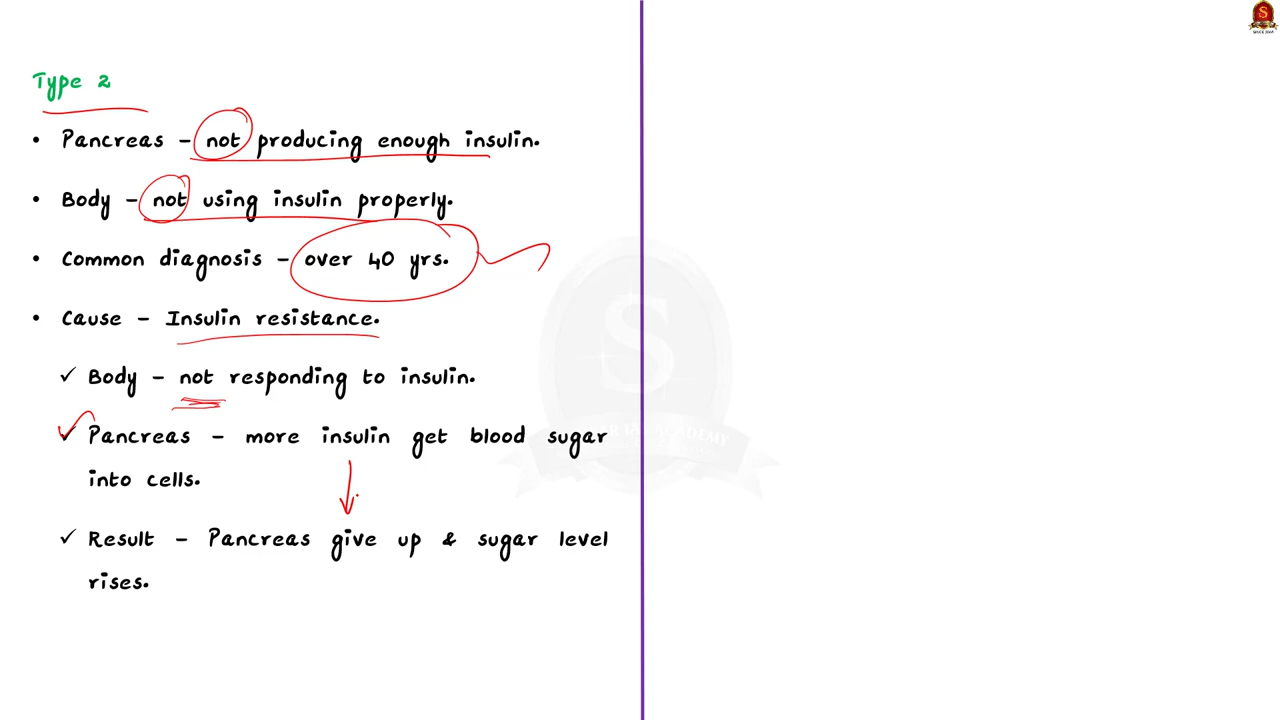 Type 2
• Pancreas - not producing enough insulin.
• Body - not using insulin properly.
• Common diagnosis - over 40 yrs.
• Cause - Insulin resistance.
✓ Body - not responding to insulin.
✓ Pancreas - more insulin get blood sugar
into cells.
✓ Result - Pancreas give up & sugar level
rises.
S
S
ACADEMY